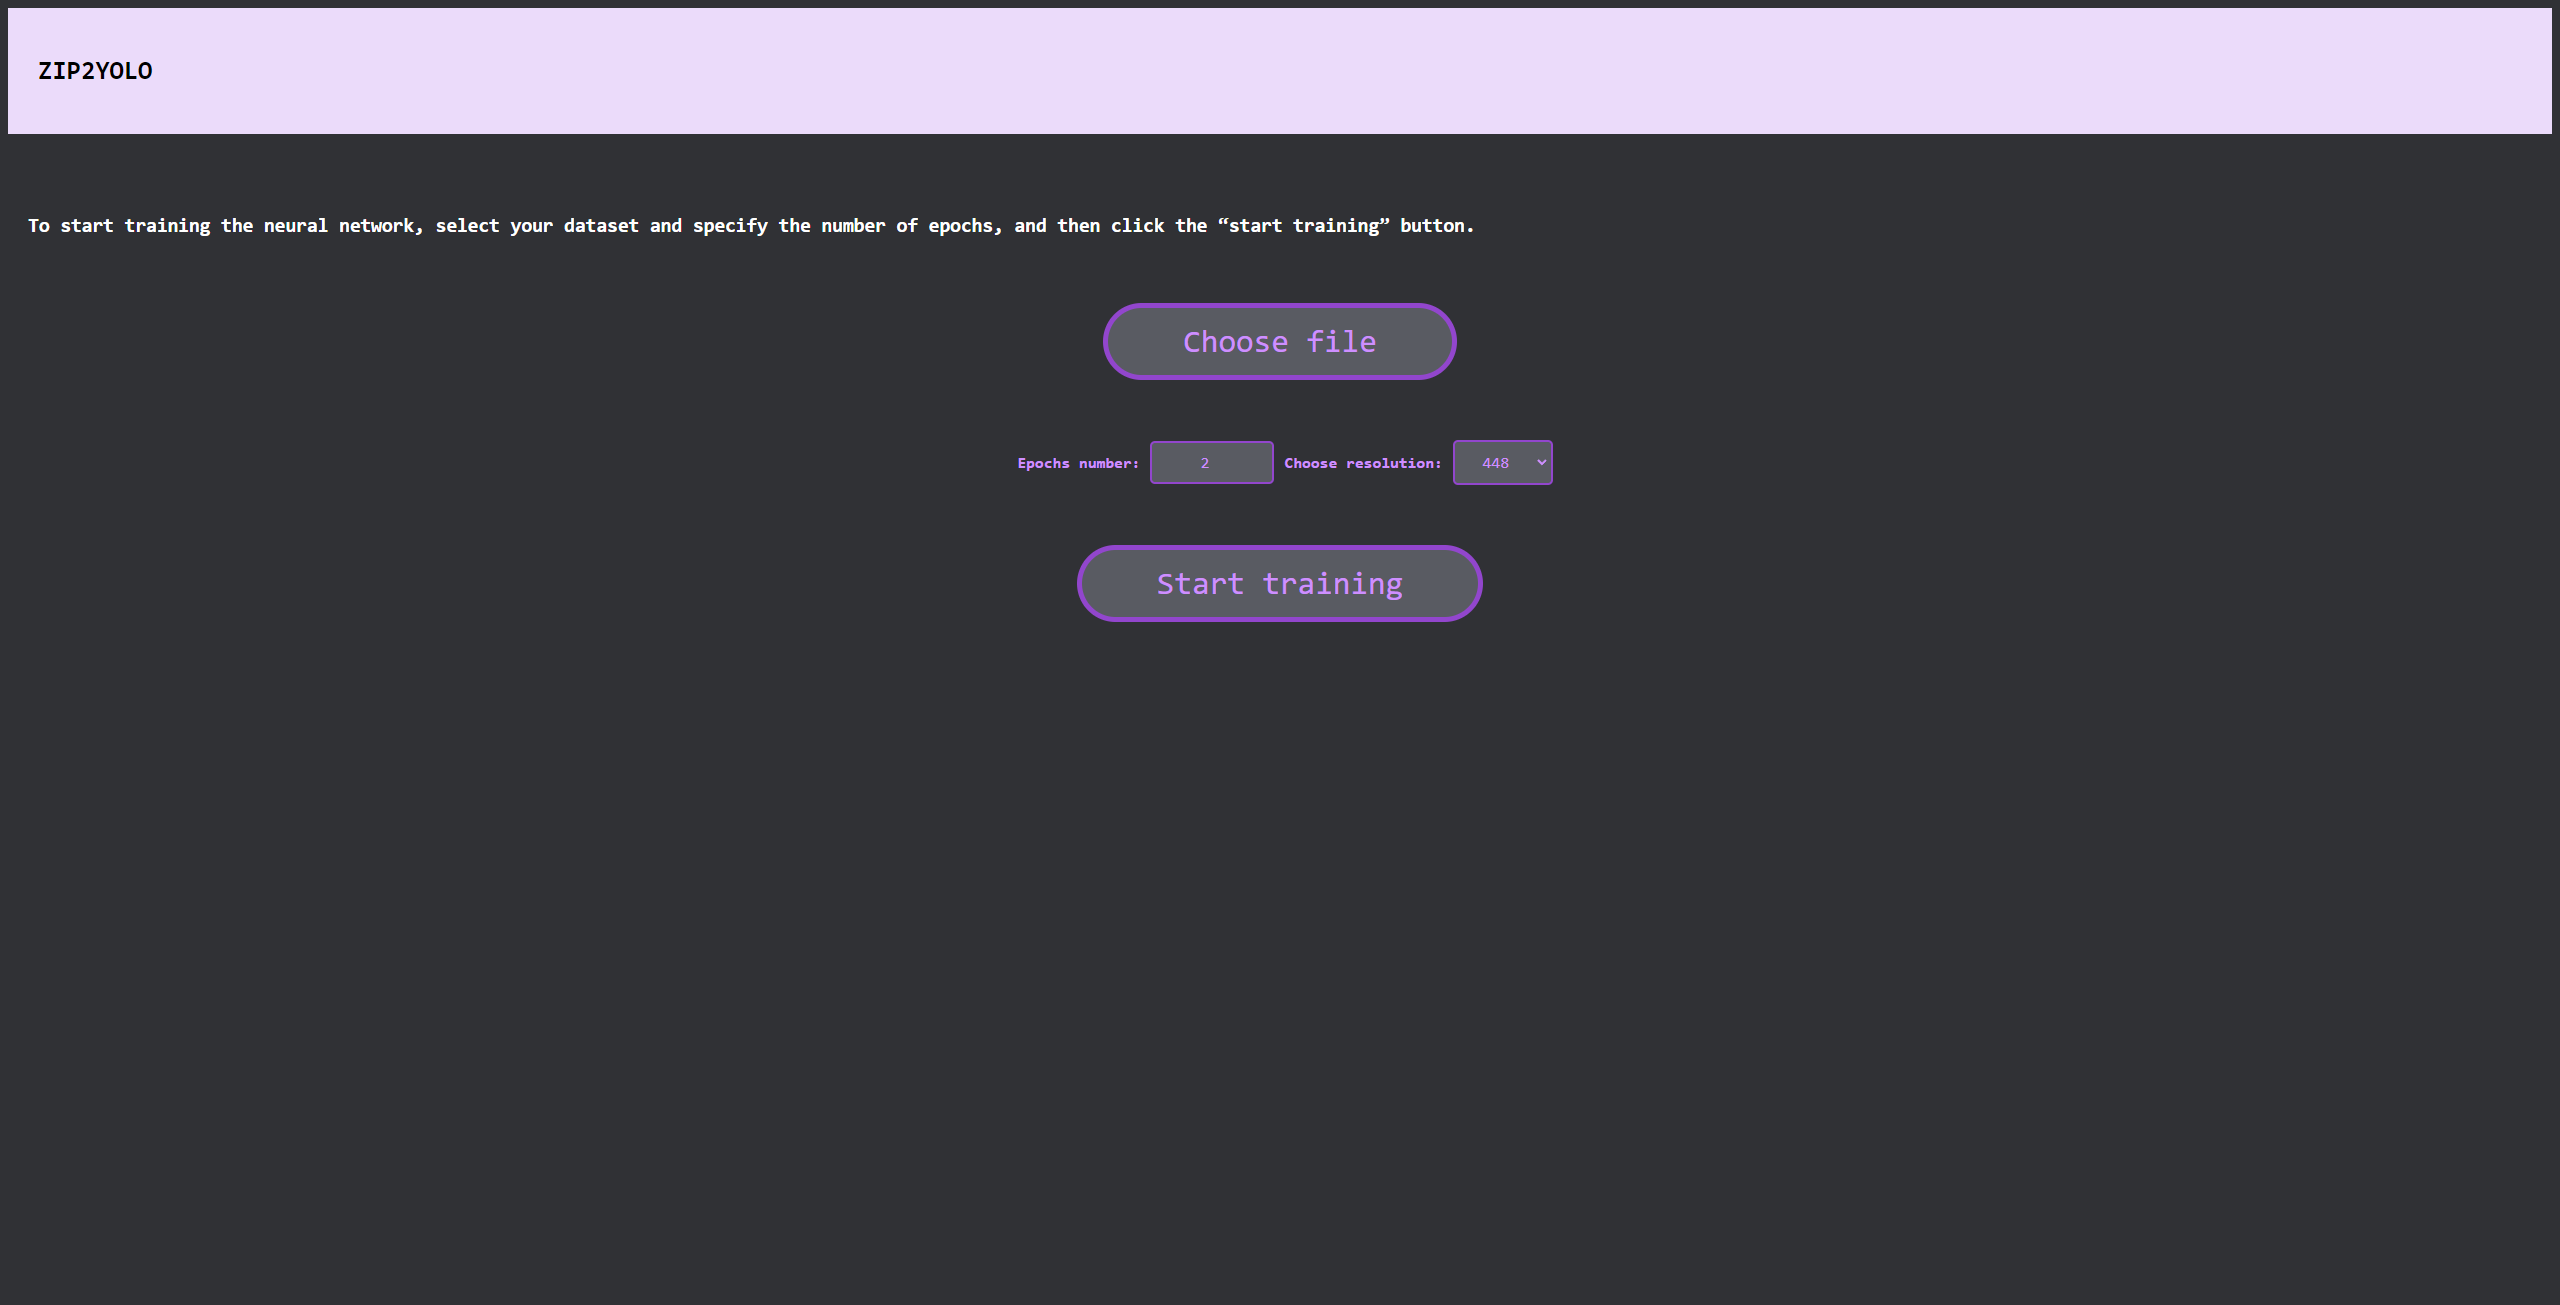 ZIP2YOLO
To start training the neural network, select your dataset and specify the number of epochs, and then click the “start training” button.
Choose file
Epochs number: 2 Choose resolution: 448
Start training